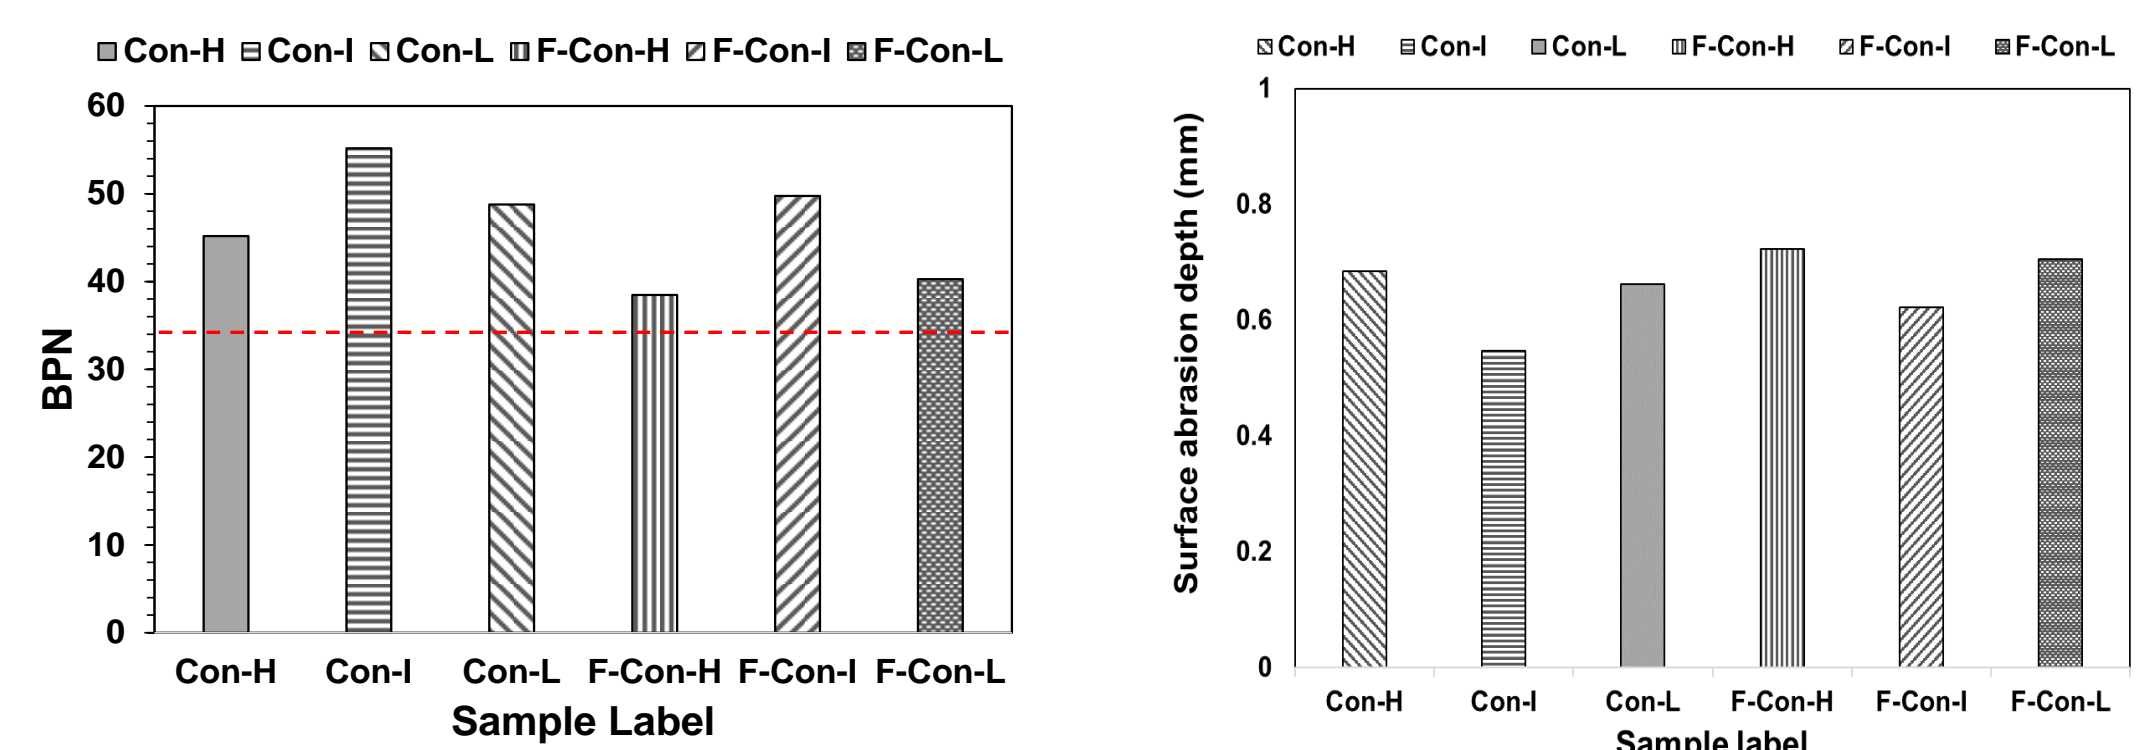 Con-H Con-I Con-L F-Con-H F-Con-I F-Con-L
60
50
40
30
20
10
0
BPN
Con-H Con-I Con-L F-Con-H F-Con-I F-Con-L
Sample Label
Con-H Con-I Con-L F-Con-H F-Con-I F-Con-L
1
0.8
0.6
0.4
0.2
0
Surface abrasion depth (mm)
Con-H Con-I Con-L F-Con-H F-Con-I F-Con-L
Sample label